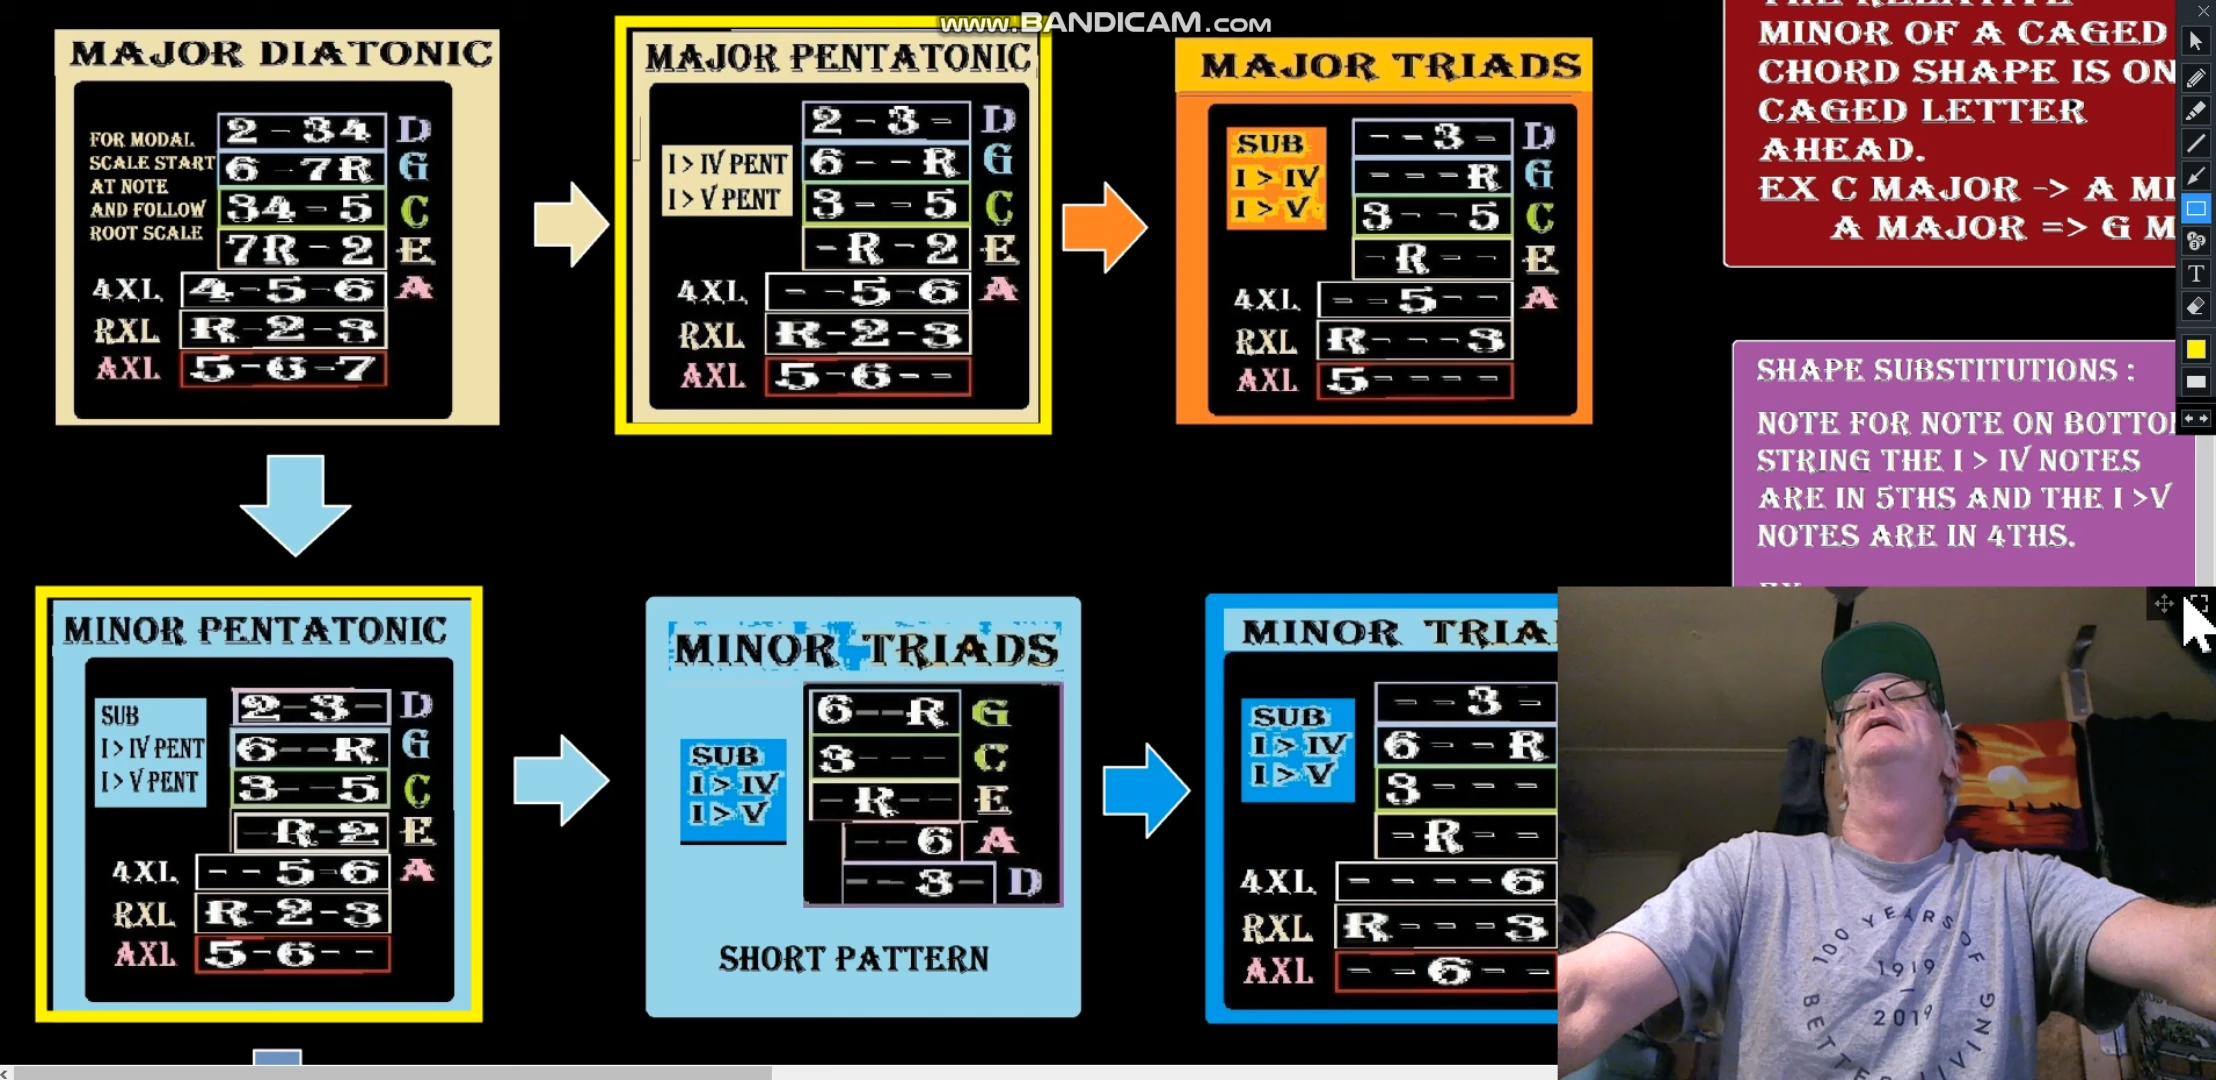 www.BANDICAM.com
MAJOR DIATONIC
FOR MODAL
SCALE START
AT NOTE
AND FOLLOW
ROOT SCALE
2 - 34 D
6 - 7R G
34 - 5 C
7R - 2 E
4XL 4-5-6 A
RXL R-2-3
AXL 5-6-7
MAJOR PENTATONIC
I > IV PENT
I > V PENT
2 - 3 - D
6 - - R G
3 - - 5 C
- R - 2 E
4XL - - 5-6 A
RXL R-2-3
AXL 5-6 - -
MAJOR TRIADS
SUB
I > IV
I > V
- - 3 - D
- - - R G
3 - - 5 C
- R - - E
4XL - - 5 - - A
RXL R - - - 3
AXL 5 - - - -
MINOR OF A CAGED
CHORD SHAPE IS ON
CAGED LETTER
AHEAD.
EX C MAJOR -> A MI
A MAJOR => G M
SHAPE SUBSTITUTIONS :
NOTE FOR NOTE ON BOTTO
STRING THE I > IV NOTES
ARE IN 5THS AND THE I >V
NOTES ARE IN 4THS.
MINOR PENTATONIC
SUB
I > IV PENT
I > V PENT
2-3- D
6--R G
3--5 C
-R-2 E
4XL - - 5-6 A
RXL R-2-3
AXL 5-6 - -
MINOR TRIADS
SUB
I > IV
I > V
6--R G
3--- C
-R-- E
--6 A
--3- D
SHORT PATTERN
MINOR TRIA
SUB
I > IV
I > V
- - 3 -
6 - - R
3 - - -
- R - -
4XL - - - - 6
RXL R - - - 3
AXL - - 6 - -
100 YEARS OF
1919
-
2019
BETTER LIVING
T